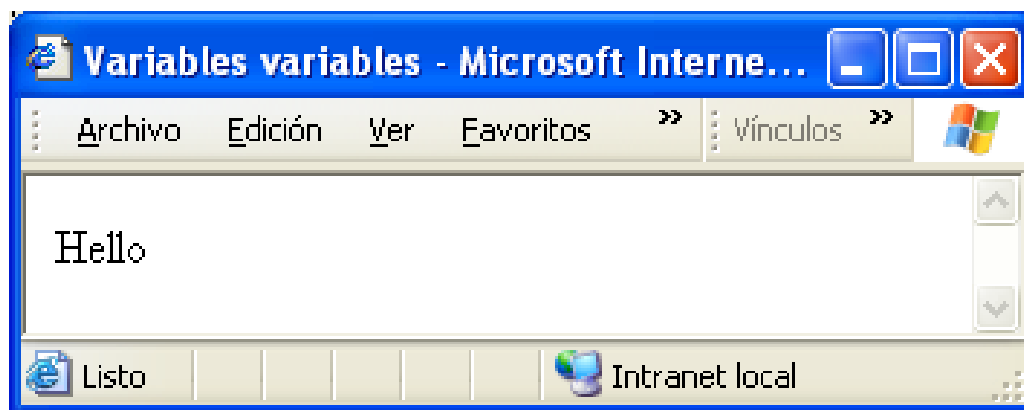 Variables variables - Microsoft Interne...
Archivo Edición Ver Favoritos » Vínculos »
Hello
Listo Intranet local